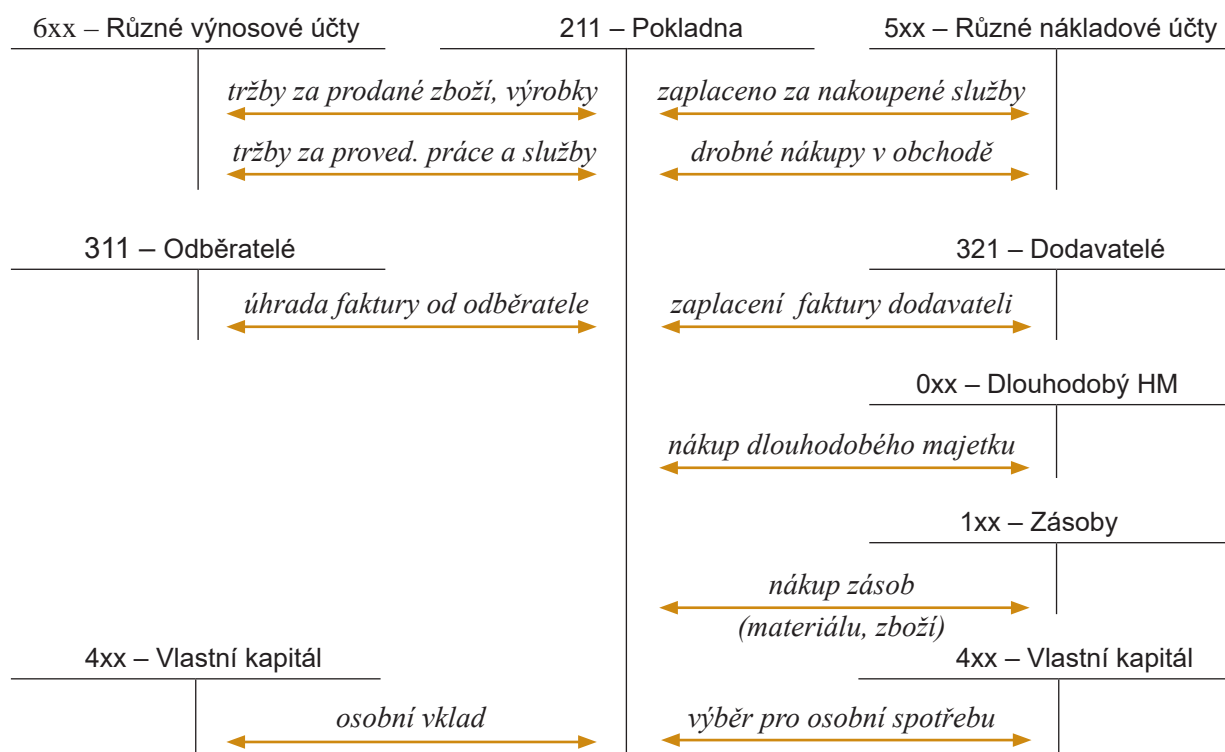 6xx – Různé výnosové účty
211 – Pokladna
5xx – Různé nákladové účty
tržby za prodané zboží, výrobky
zaplaceno za nakoupené služby
tržby za proved. práce a služby
drobné nákupy v obchodě
311 – Odběratelé
321 – Dodavatelé
úhrada faktury od odběratele
zaplacení faktury dodavateli
0xx – Dlouhodobý HM
nákup dlouhodobého majetku
1xx – Zásoby
nákup zásob
(materiálu, zboží)
4xx – Vlastní kapitál
4xx – Vlastní kapitál
osobní vklad
výběr pro osobní spotřebu